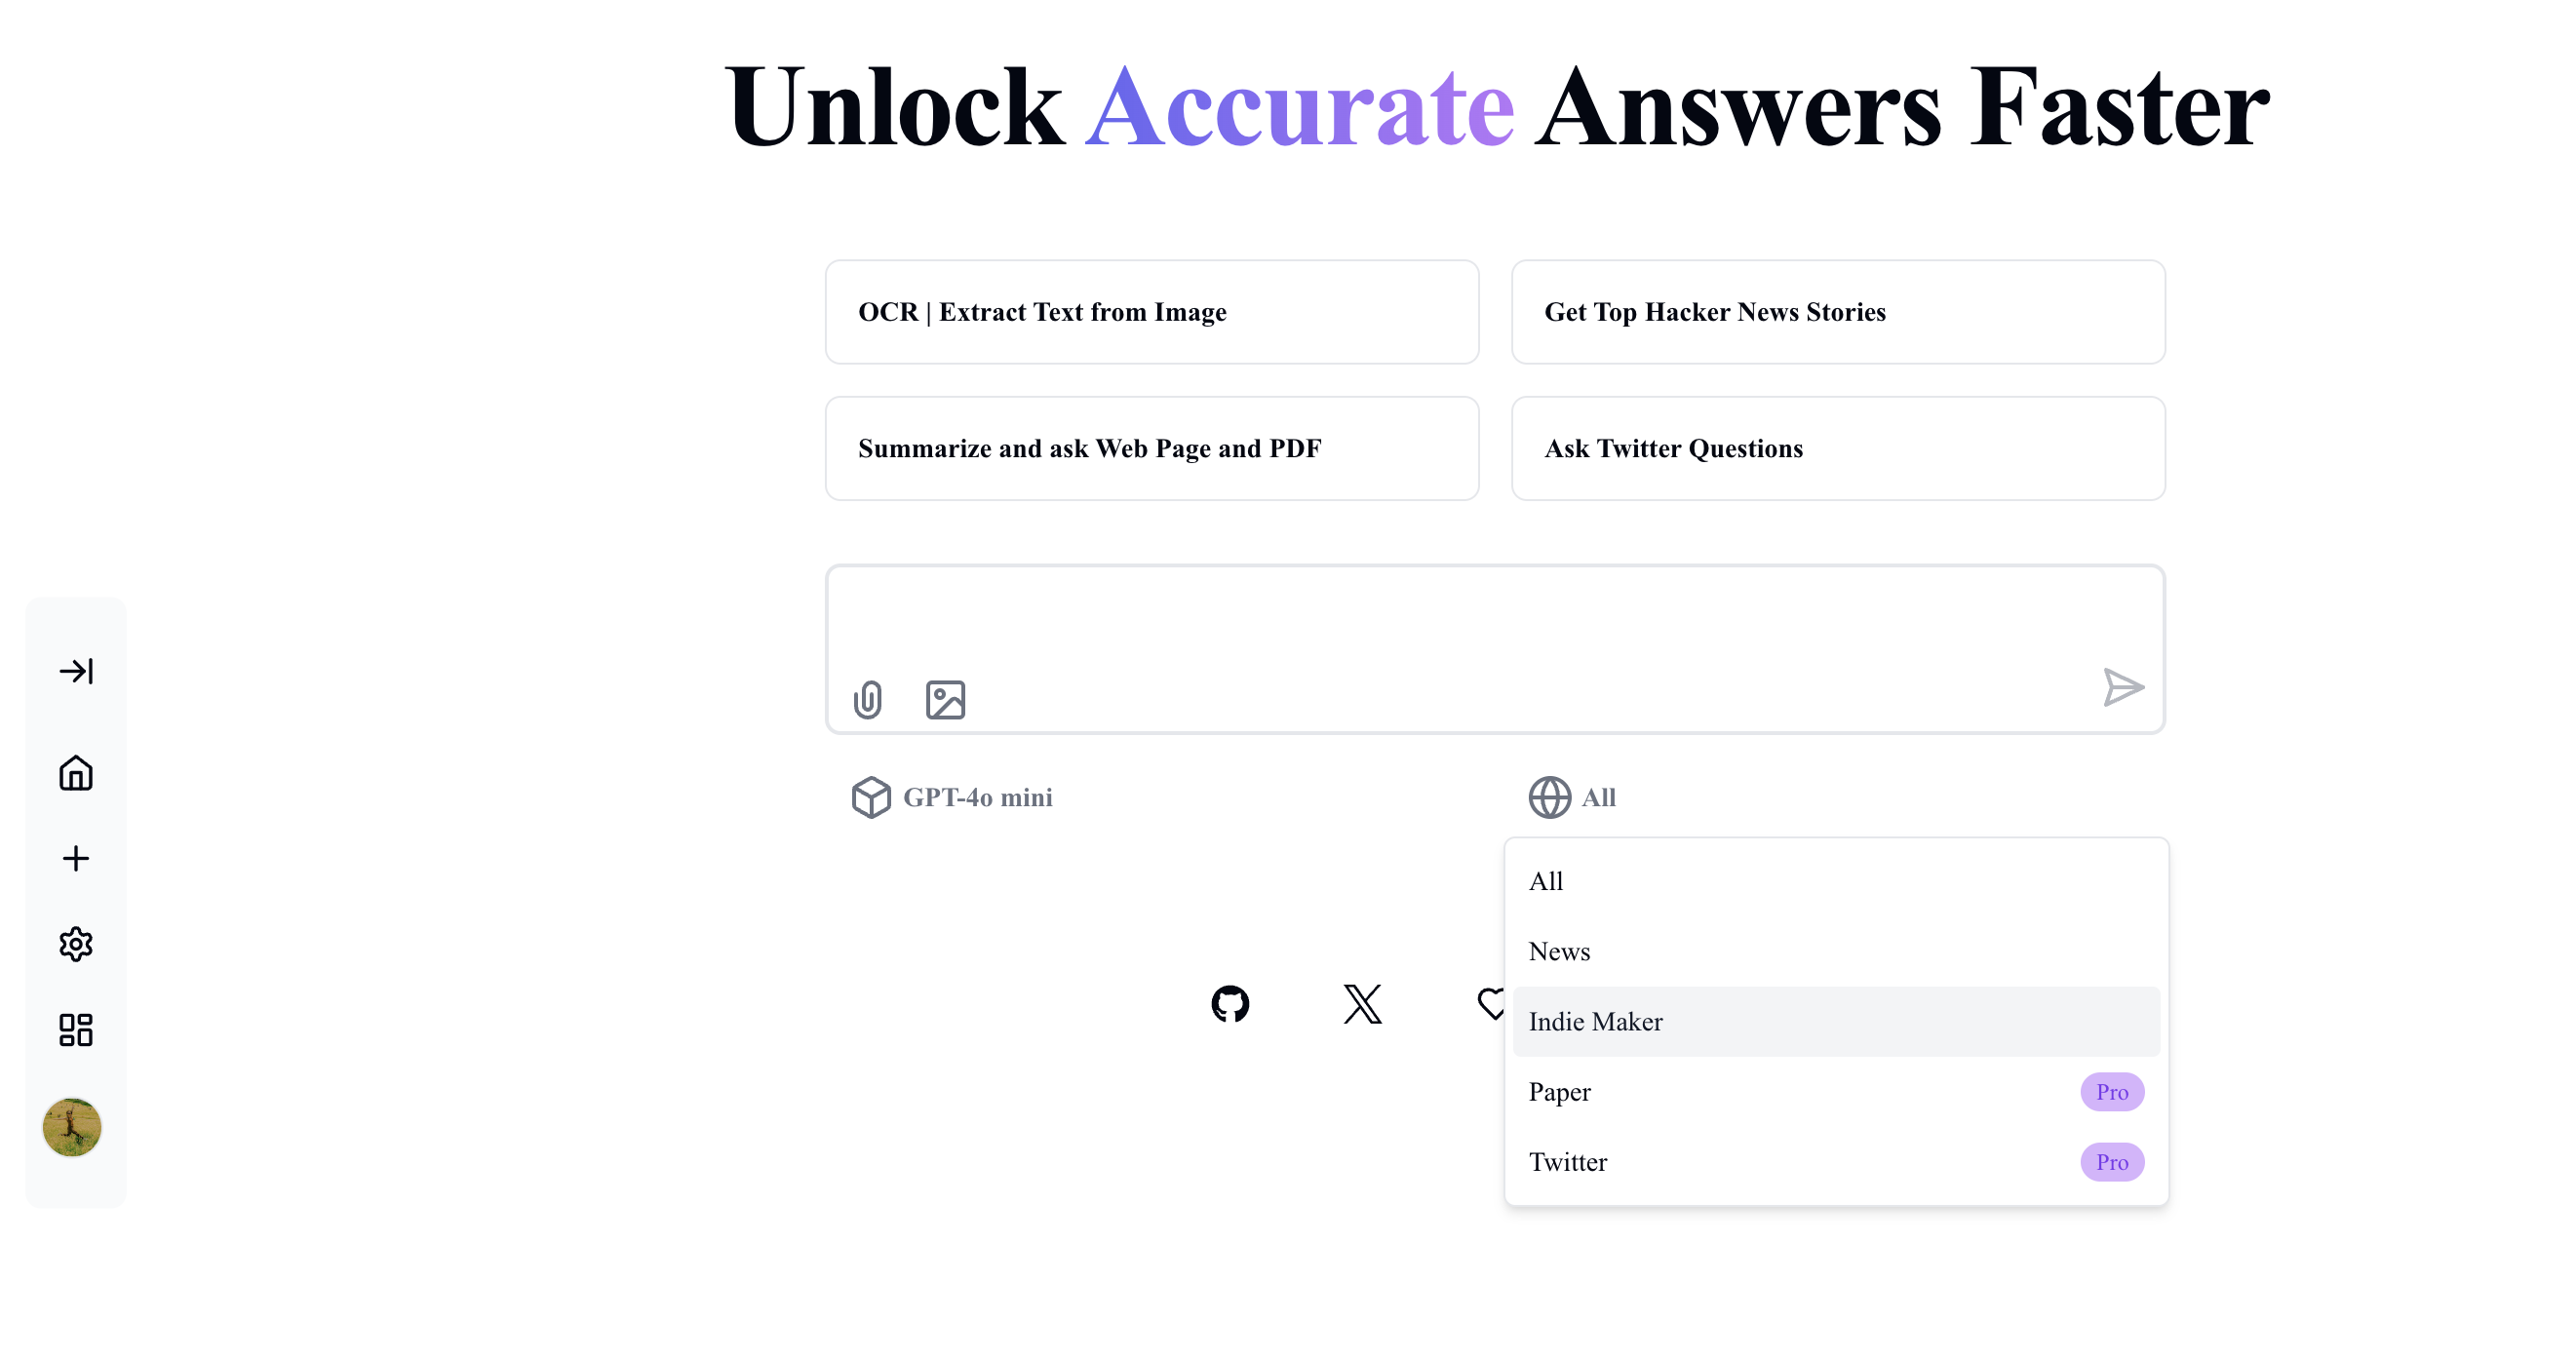 Unlock Accurate Answers Faster
OCR | Extract Text from Image
Get Top Hacker News Stories
Summarize and ask Web Page and PDF
Ask Twitter Questions
GPT-4o mini
All
All
News
Indie Maker
Paper
Pro
Twitter
Pro